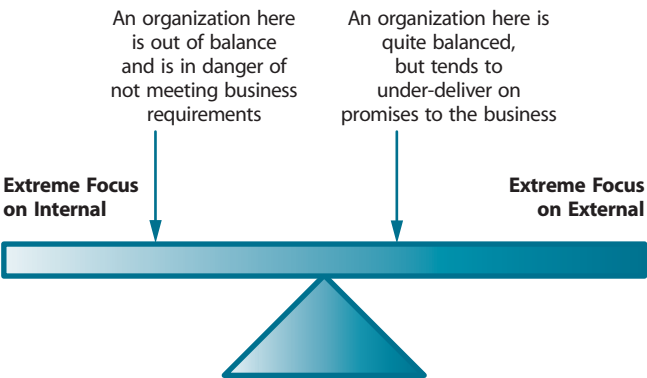 An organization here
is out of balance
and is in danger of
not meeting business
requirements
An organization here is
quite balanced,
but tends to
under-deliver on
promises to the business
Extreme Focus
on Internal
Extreme Focus
on External